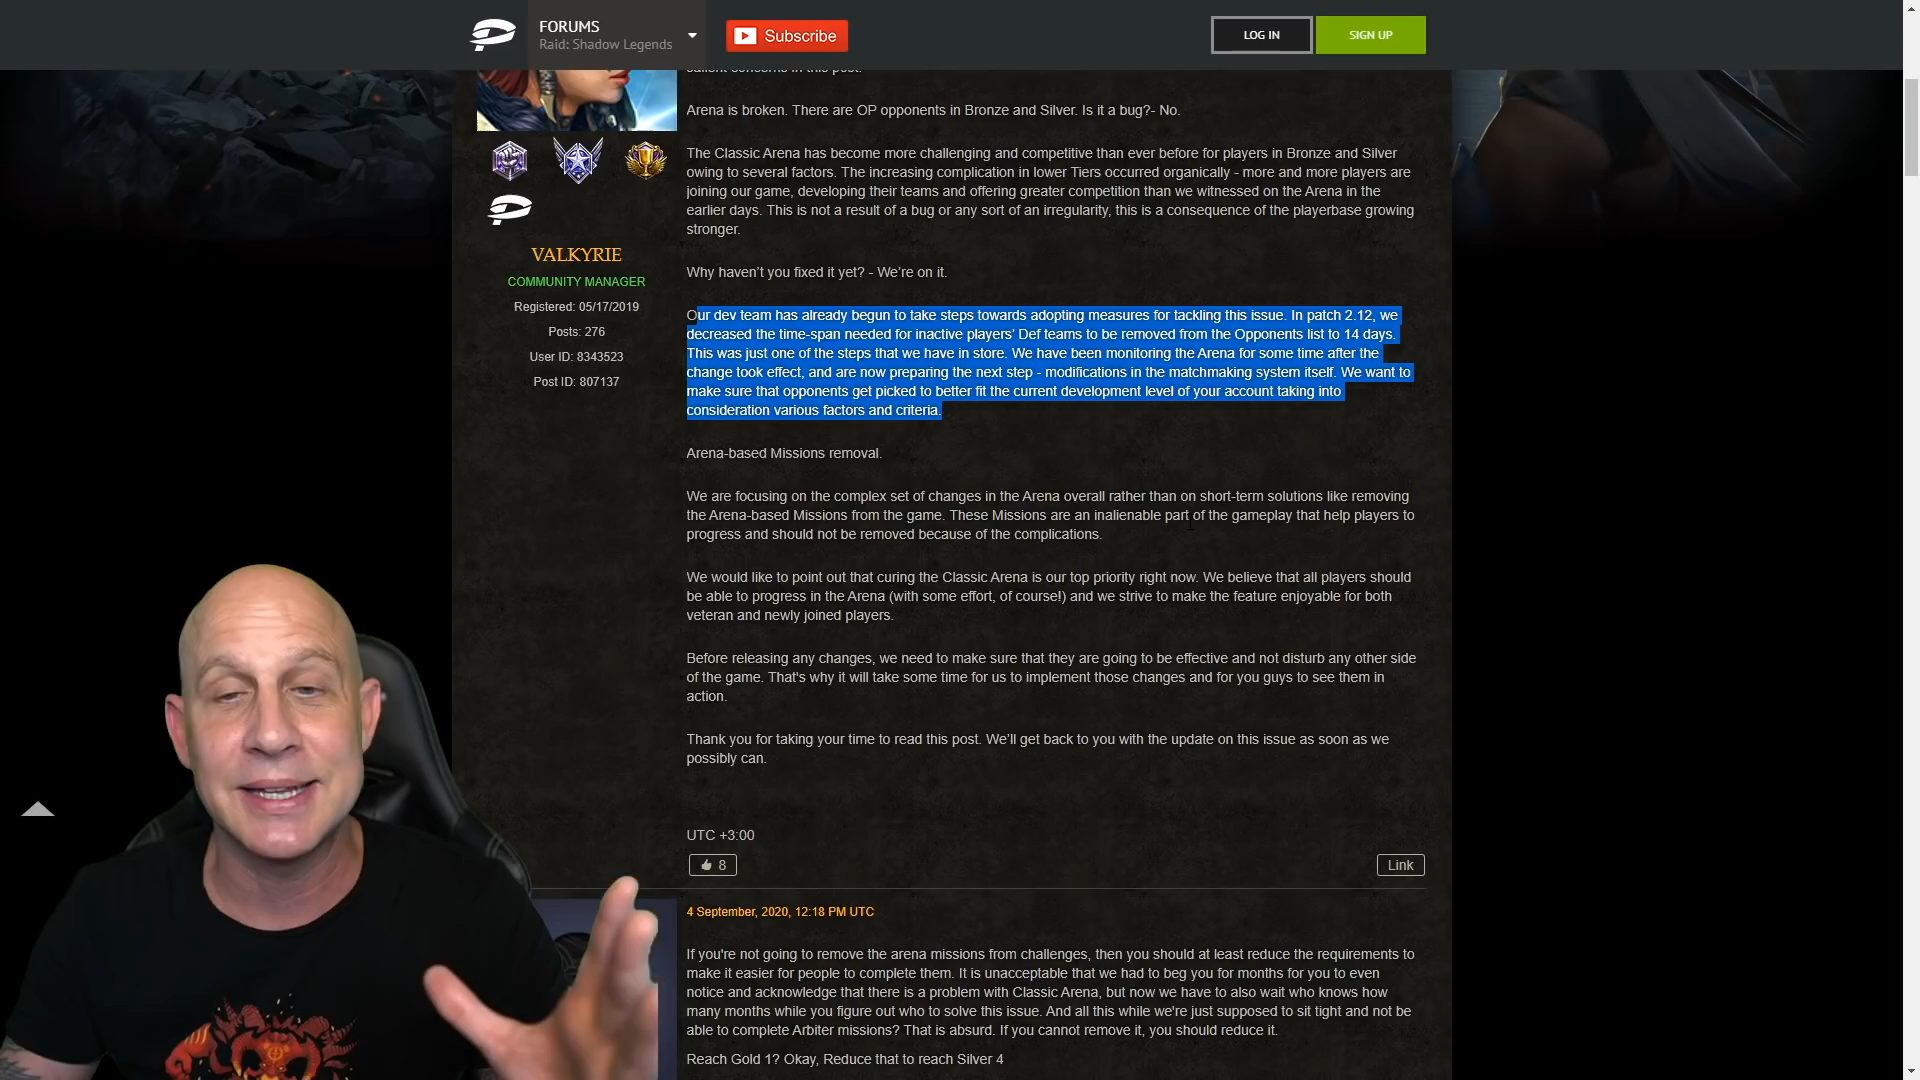 FORUMS
Raid: Shadow Legends
Subscribe
LOG IN
SIGN UP
salient concerns in this post.
Arena is broken. There are OP opponents in Bronze and Silver. Is it a bug?- No.
The Classic Arena has become more challenging and competitive than ever before for players in Bronze and Silver
owing to several factors. The increasing complication in lower Tiers occurred organically - more and more players are
joining our game, developing their teams and offering greater competition than we witnessed on the Arena in the
earlier days. This is not a result of a bug or any sort of an irregularity, this is a consequence of the playerbase growing
stronger.
VALKYRIE
COMMUNITY MANAGER
Registered: 05/17/2019
Posts: 276
User ID: 8343523
Post ID: 807137
Why haven't you fixed it yet? - We're on it.
Our dev team has already begun to take steps towards adopting measures for tackling this issue. In patch 2.12, we
decreased the time-span needed for inactive players' Def teams to be removed from the Opponents list to 14 days.
This was just one of the steps that we have in store. We have been monitoring the Arena for some time after the
change took effect, and are now preparing the next step - modifications in the matchmaking system itself. We want to
make sure that opponents get picked to better fit the current development level of your account taking into
consideration various factors and criteria.
Arena-based Missions removal.
We are focusing on the complex set of changes in the Arena overall rather than on short-term solutions like removing
the Arena-based Missions from the game. These Missions are an inalienable part of the gameplay that help players to
progress and should not be removed because of the complications.
We would like to point out that curing the Classic Arena is our top priority right now. We believe that all players should
be able to progress in the Arena (with some effort, of course!) and we strive to make the feature enjoyable for both
veteran and newly joined players.
Before releasing any changes, we need to make sure that they are going to be effective and not disturb any other side
of the game. That's why it will take some time for us to implement those changes and for you guys to see them in
action.
Thank you for taking your time to read this post. We'll get back to you with the update on this issue as soon as we
possibly can.
UTC +3:00
8
Link
4 September, 2020, 12:18 PM UTC
If you're not going to remove the arena missions from challenges, then you should at least reduce the requirements to
make it easier for people to complete them. It is unacceptable that we had to beg you for months for you to even
notice and acknowledge that there is a problem with Classic Arena, but now we have to also wait who knows how
many months while you figure out who to solve this issue. And all this while we're just supposed to sit tight and not be
able to complete Arbiter missions? That is absurd. If you cannot remove it, you should reduce it.
Reach Gold 1? Okay, Reduce that to reach Silver 4